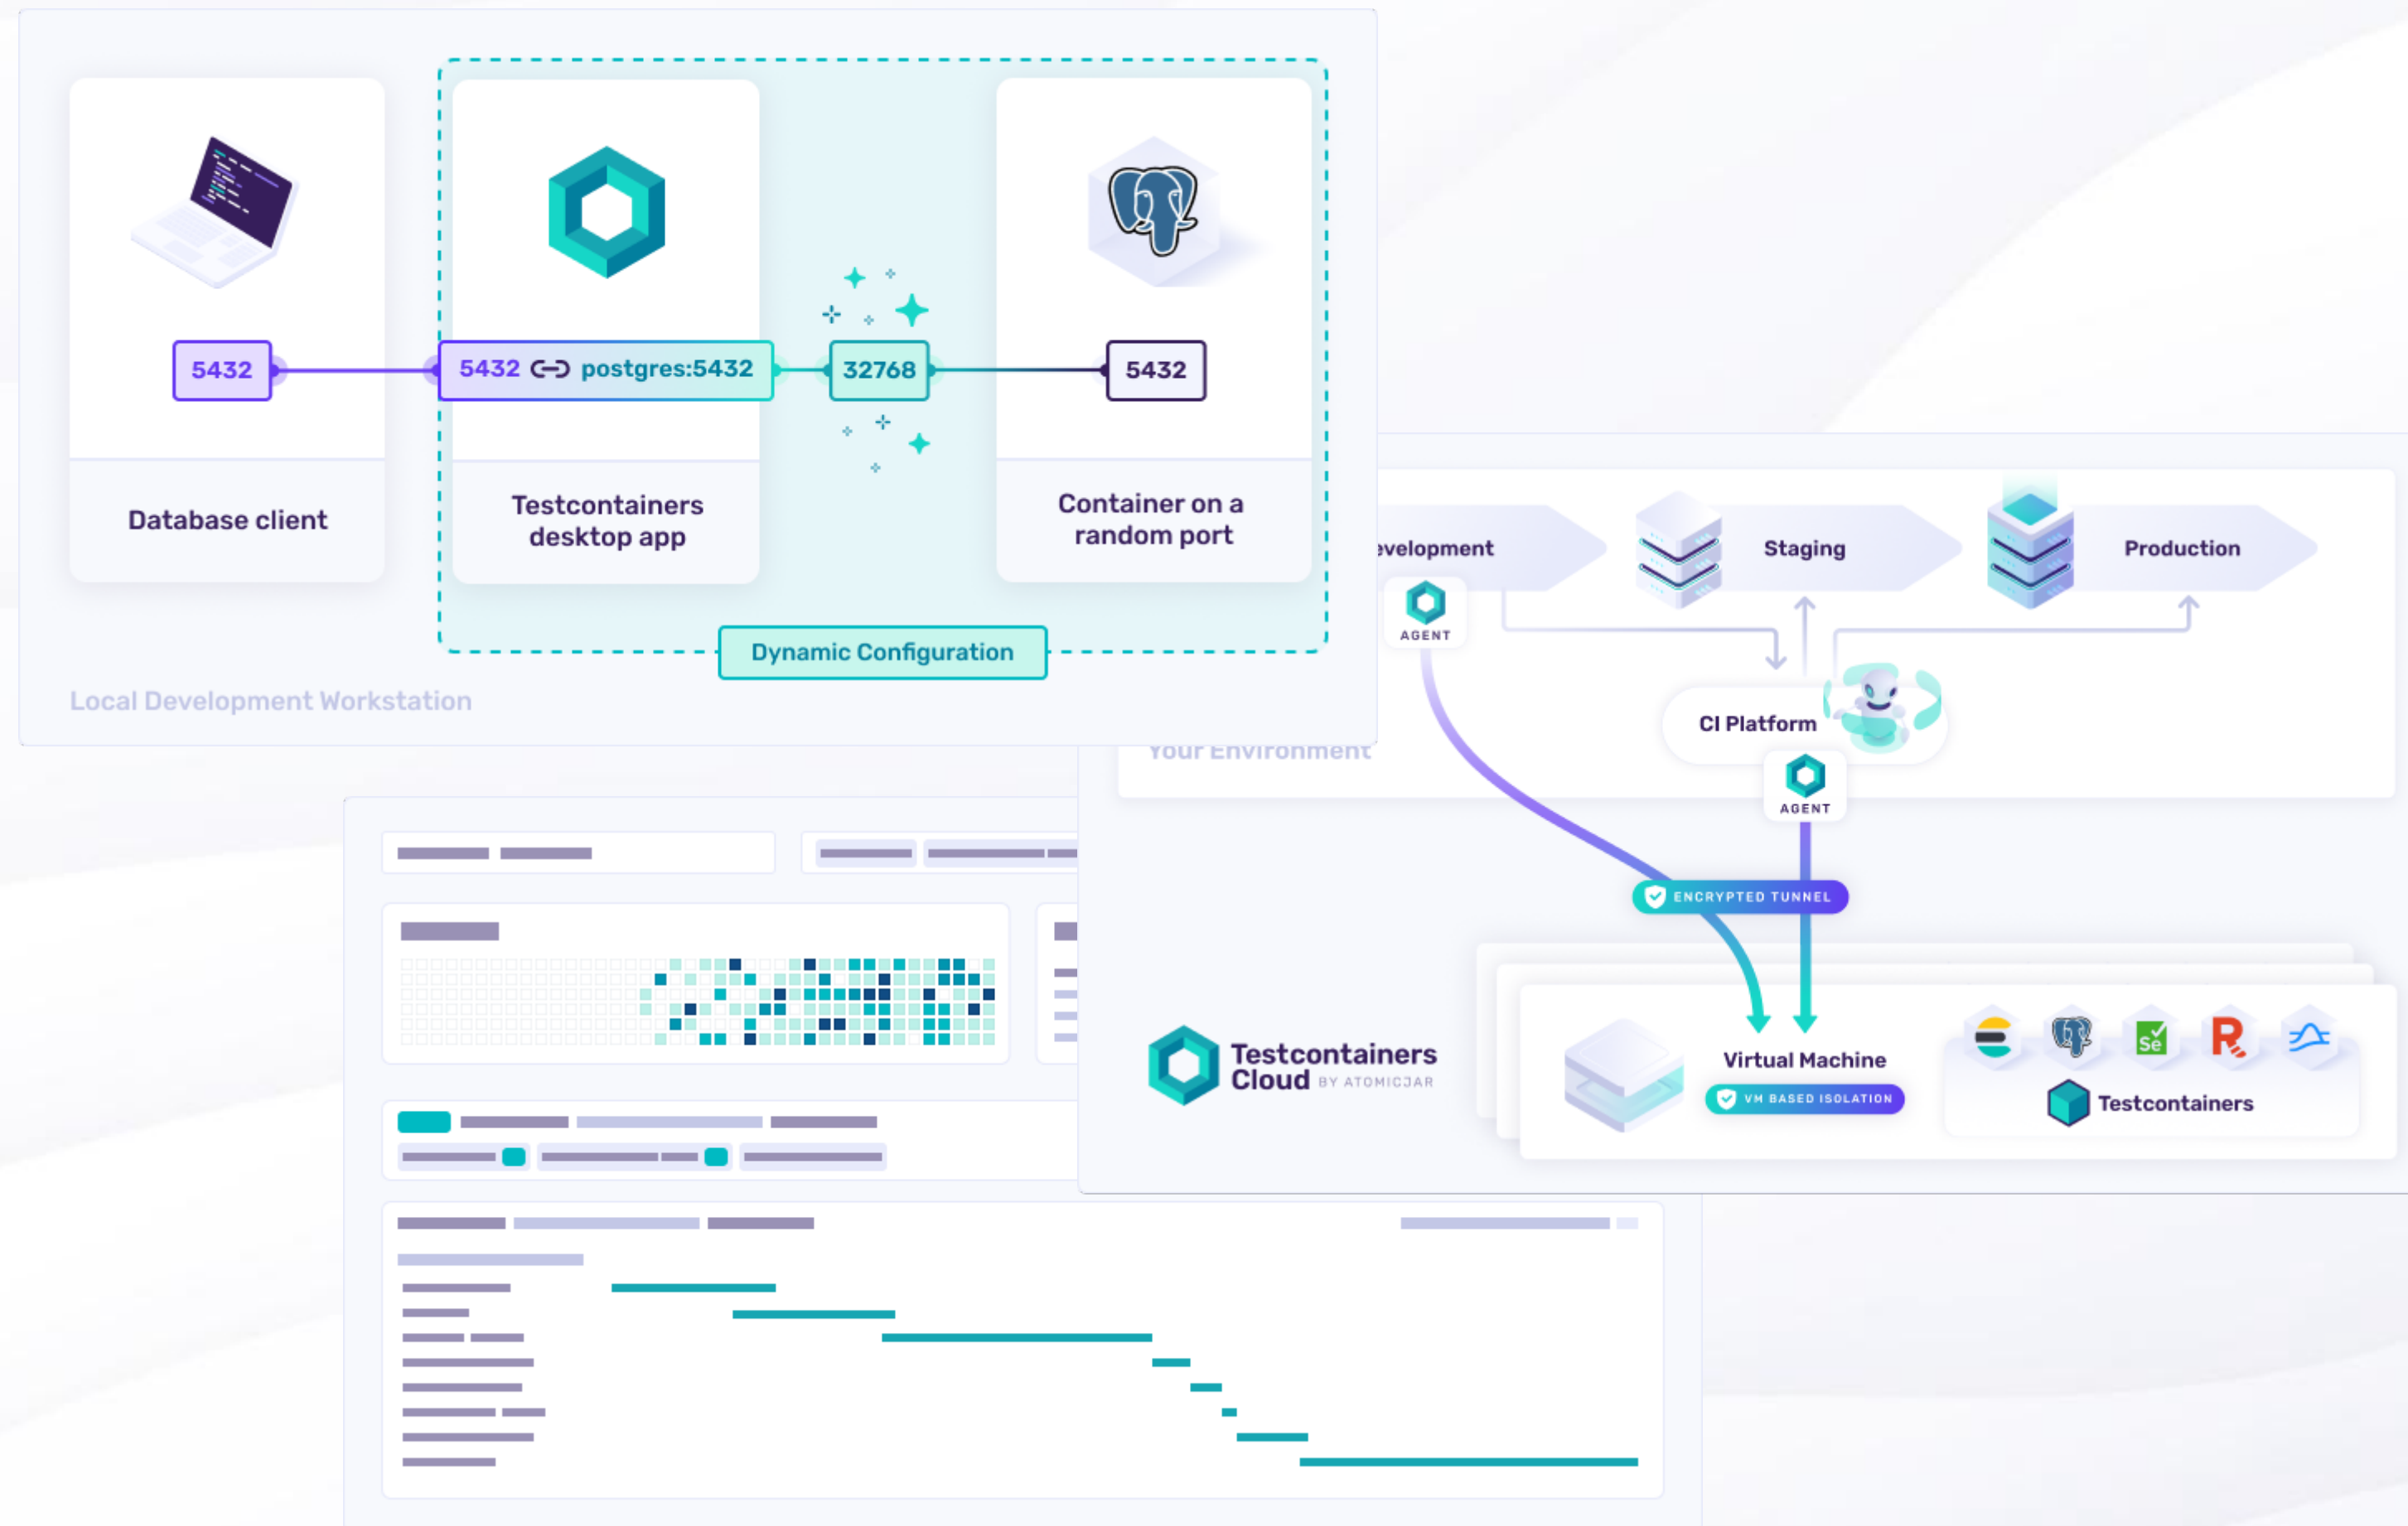 5432
5432 postgres:5432
32768
5432
Database client
Testcontainers
desktop app
Container on a
random port
Dynamic Configuration
Local Development Workstation
evelopment
Staging
Production
AGENT
CI Platform
Your Environment
AGENT
ENCRYPTED TUNNEL
Testcontainers
Cloud BY ATOMICJAR
Virtual Machine
VM BASED ISOLATION
Se
R
Testcontainers